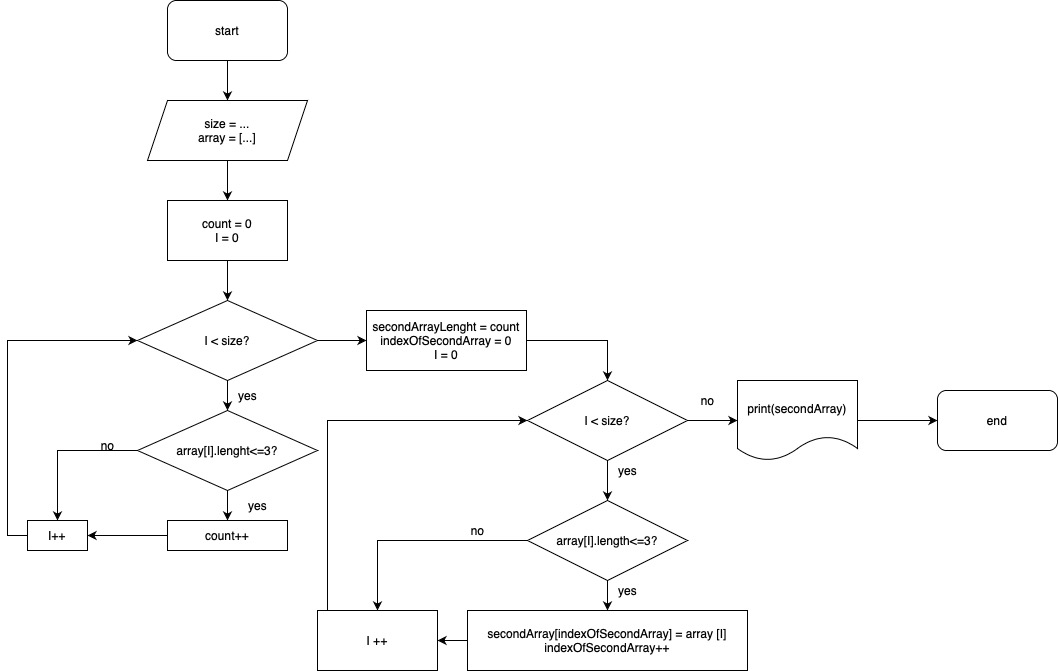 start
size = ...
array = [...]
count = 0
I = 0
I < size?
secondArrayLenght = count
indexOfSecondArray = 0
I = 0
yes
array[I].lenght<=3?
no
yes
I++
count++
I < size?
no
print(secondArray)
end
yes
array[I].length<=3?
no
yes
I ++
secondArray[indexOfSecondArray] = array [I]
indexOfSecondArray++